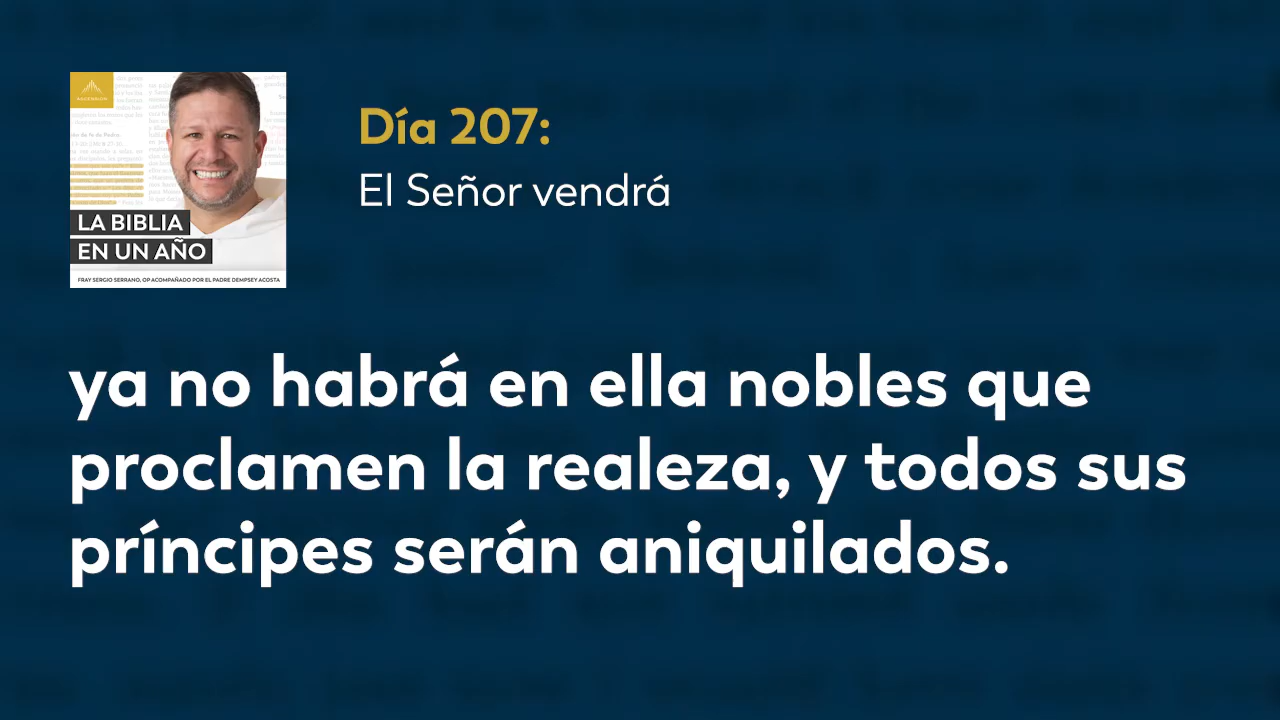 ASCENSION
Día 207:
El Señor vendrá
LA BIBLIA
EN UN AÑO
FRAY SERGIO SERRANO, OP ACOMPAÑADO POR EL PADRE DEMPSEY ACOSTA
ya no habrá en ella nobles que
proclamen la realeza, y todos sus
príncipes serán aniquilados.